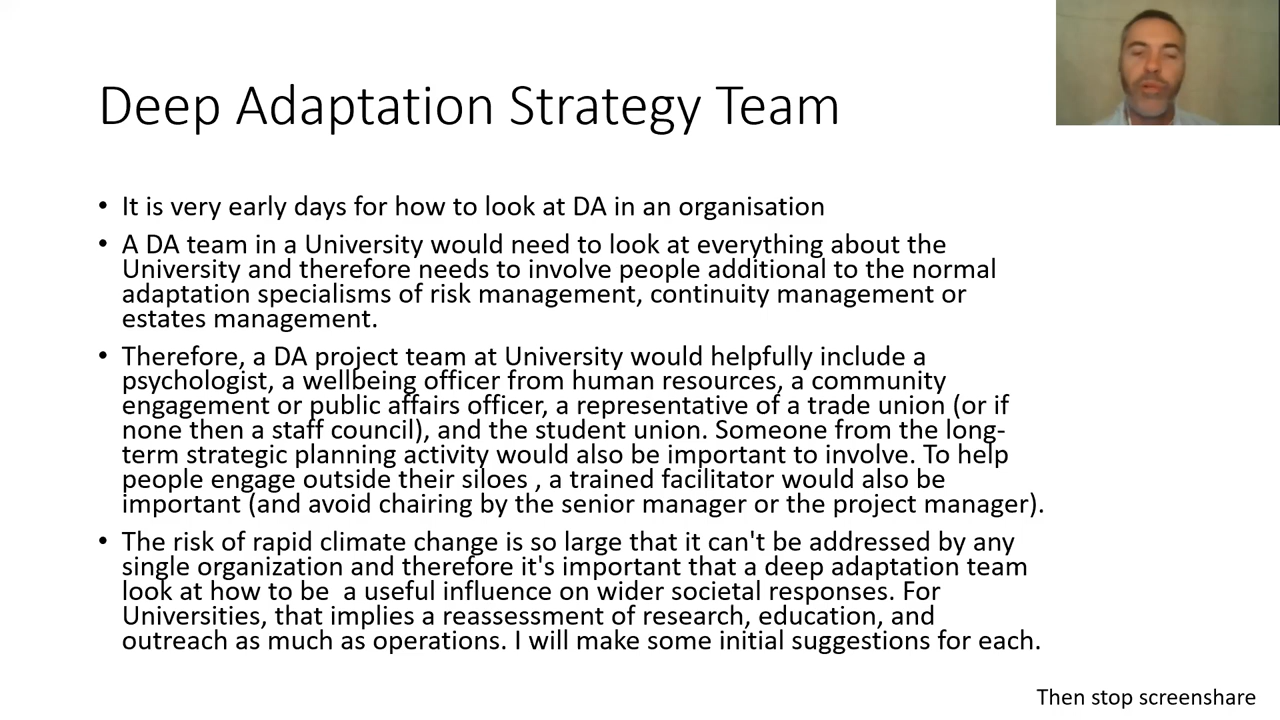 Deep Adaptation Strategy Team
• It is very early days for how to look at DA in an organisation
• A DA team in a University would need to look at everything about the
University and therefore needs to involve people additional to the normal
adaptation specialisms of risk management, continuity management or
estates management.
• Therefore, a DA project team at University would helpfully include a
psychologist, a wellbeing officer from human resources, a community
engagement or public affairs officer, a representative of a trade union (or if
none then a staff council), and the student union. Someone from the long-
term strategic planning activity would also be important to involve. To help
people engage outside their siloes , a trained facilitator would also be
important (and avoid chairing by the senior manager or the project manager).
• The risk of rapid climate change is so large that it can't be addressed by any
single organization and therefore it's important that a deep adaptation team
look at how to be  a useful influence on wider societal responses. For
Universities, that implies a reassessment of research, education, and
outreach as much as operations. I will make some initial suggestions for each.
Then stop screenshare